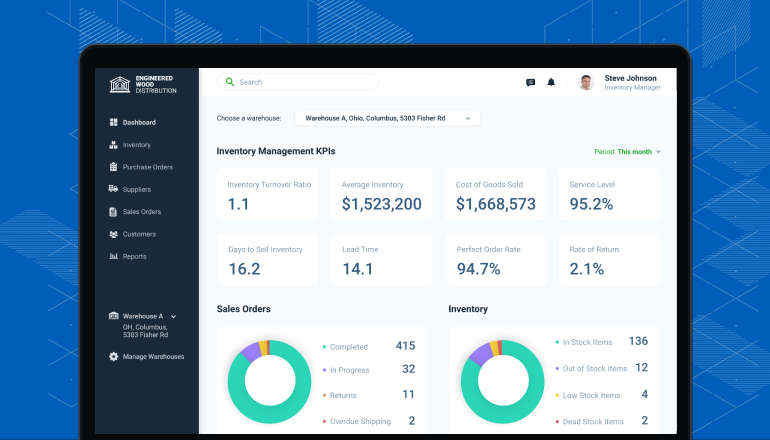 ENGINEERED
WOOD
DISTRIBUTION
Search
Steve Johnson
Inventory Manager
Dashboard
Inventory
Purchase Orders
Suppliers
Sales Orders
Customers
Reports
Warehouse A
OH, Columbus,
5303 Fisher Rd
Manage Warehouses
Choose a warehouse: Warehouse A, Ohio, Columbus, 5303 Fisher Rd
Inventory Management KPIs
Period: This month
Inventory Turnover Ratio
1.1
Average Inventory
$1,523,200
Cost of Goods Sold
$1,668,573
Service Level
95.2%
Days to Sell Inventory
16.2
Lead Time
14.1
Perfect Order Rate
94.7%
Rate of Return
2.1%
Sales Orders
Completed 415
In Progress 32
Returns 11
Overdue Shipping 2
Inventory
In Stock Items 136
Out of Stock Items 12
Low Stock Items 4
Dead Stock Items 2